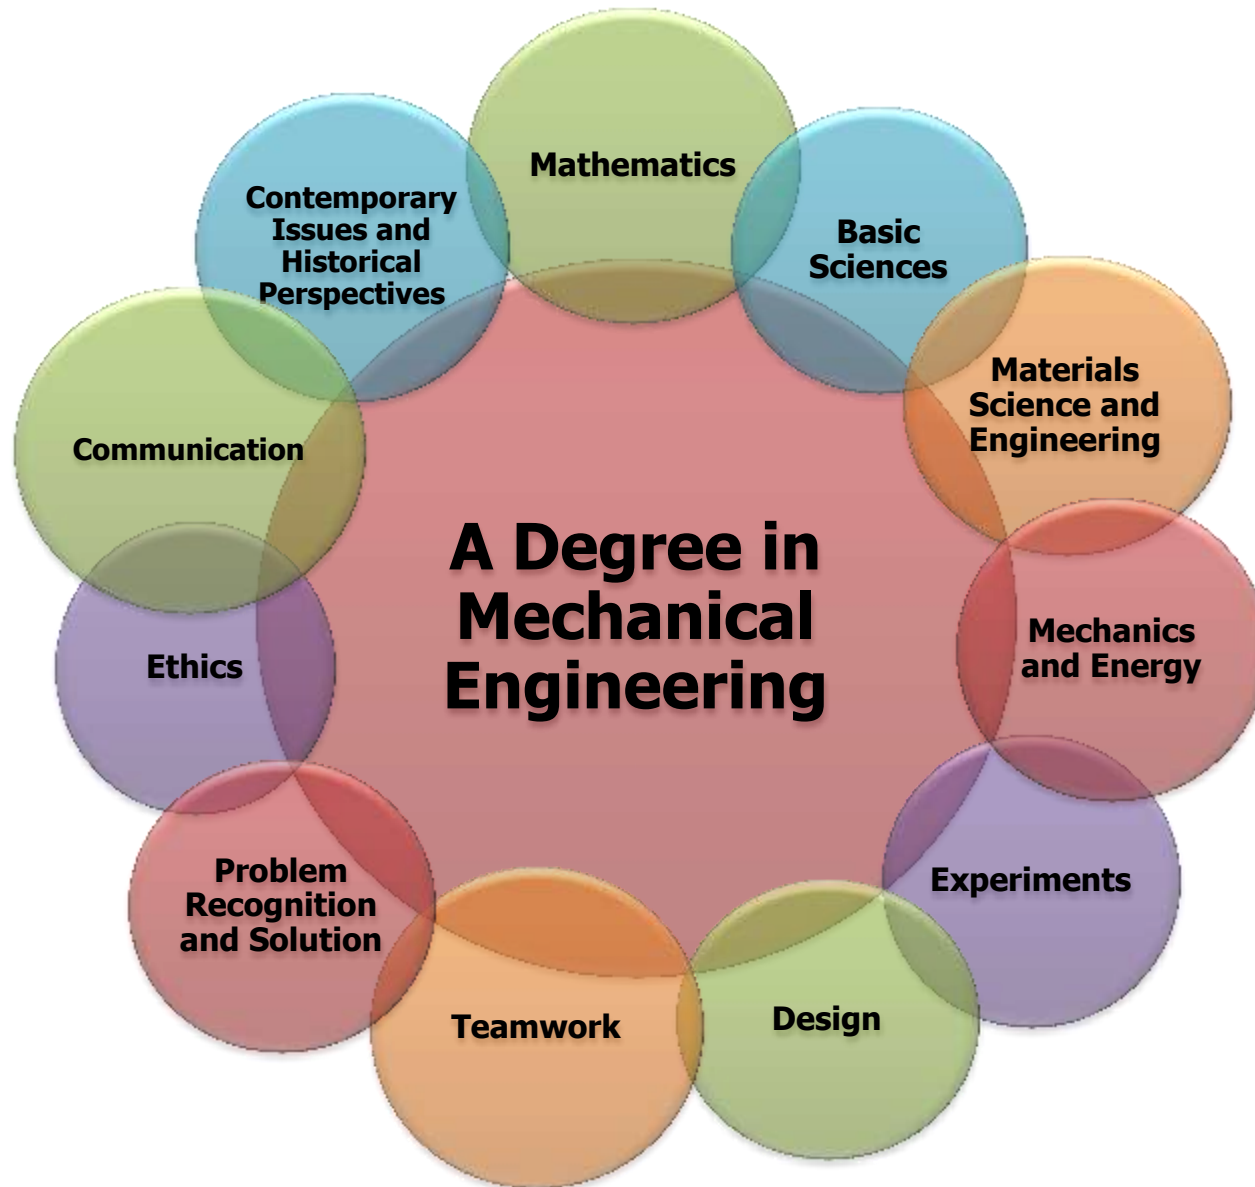 Mathematics
Basic
Sciences
Materials
Science and
Engineering
Mechanics
and Energy
Experiments
Design
Teamwork
Problem
Recognition
and Solution
Ethics
Communication
Contemporary
Issues and
Historical
Perspectives
A Degree in
Mechanical
Engineering